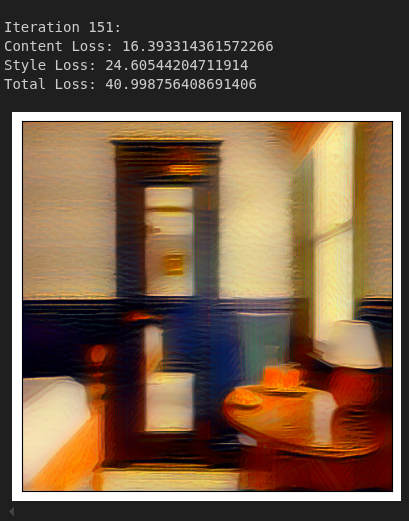 Iteration 151:
Content Loss: 16.393314361572266
Style Loss: 24.60544204711914
Total Loss: 40.998756408691406